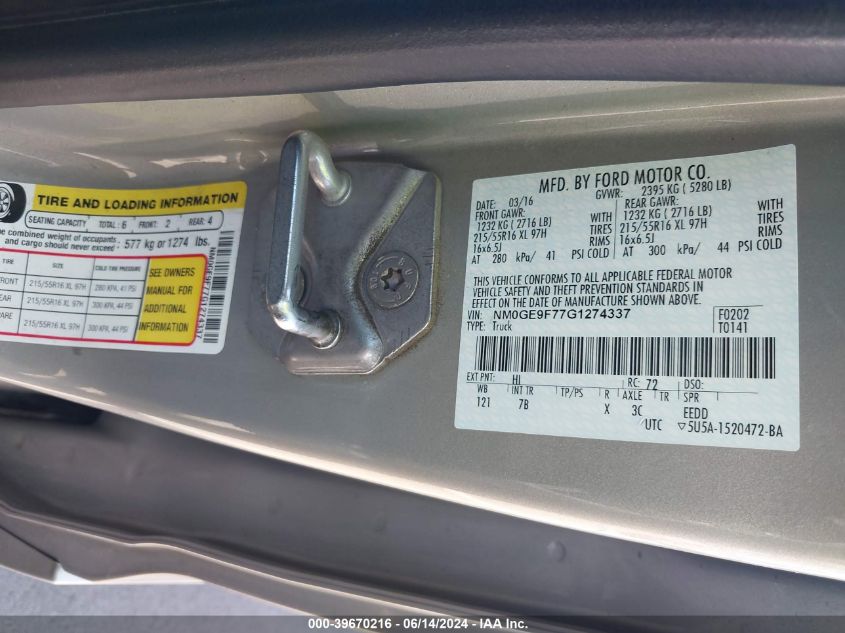 TIRE AND LOADING INFORMATION
SEATING CAPACITY TOTAL: 6 FRONT: 2 REAR: 4
combined weight of occupants
and cargo should never exceed: 577 kg or 1274 lbs.
TIRE SIZE COLD TIRE PRESSURE
FRONT 215/55R16 XL 97H 280 KPA, 41 PSI
REAR 215/55R16 XL 97H 300 KPA, 44 PSI
SPARE 215/55R16 XL 97H 300 KPA, 44 PSI
SEE OWNERS
MANUAL FOR
ADDITIONAL
INFORMATION
NM0GE9F77G1274337
MFD. BY FORD MOTOR CO.
DATE: 03/16 GVWR: 2395 KG ( 5280 LB)
FRONT GAWR: REAR GAWR:
1232 KG (2716 LB) WITH 1232 KG (2716 LB) WITH
215/55R16 XL 97H TIRES 215/55R16 XL 97H TIRES
16x6.5J RIMS 16x6.5J RIMS
AT 280 kPa/ 41 PSI COLD AT 300 kPa/ 44 PSI COLD
THIS VEHICLE CONFORMS TO ALL APPLICABLE FEDERAL MOTOR
VEHICLE SAFETY AND THEFT PREVENTION STANDARDS IN EFFECT
ON THE DATE OF MANUFACTURE SHOWN ABOVE.
VIN: NM0GE9F77G1274337 F0202
TYPE: Truck T0141
EXT PNT: HI RC: 72 DSO:
WB INT TR TP/PS R AXLE TR SPR
121 7B X 3C EEDD
UTC ▽5U5A-1520472-BA
000-39670216 - 06/14/2024 - USNY-N.